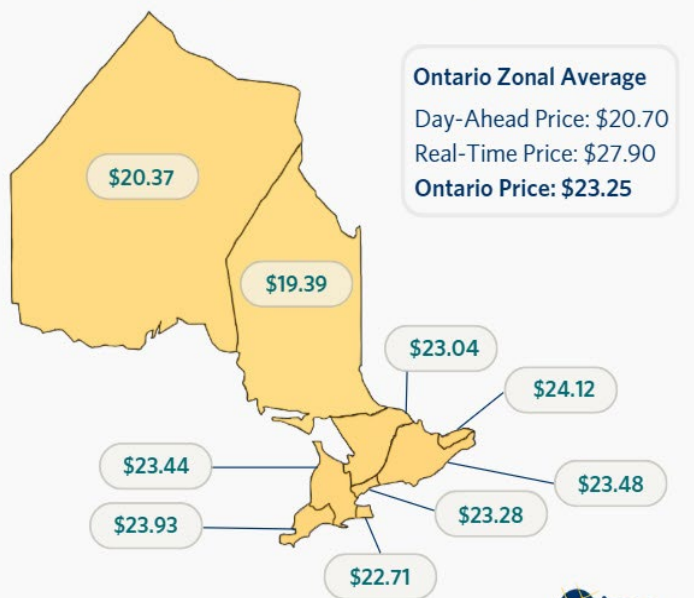 Ontario Zonal Average
Day-Ahead Price: $20.70
Real-Time Price: $27.90
Ontario Price: $23.25
$20.37
$19.39
$23.04
$24.12
$23.44
$23.48
$23.93
$23.28
$22.71